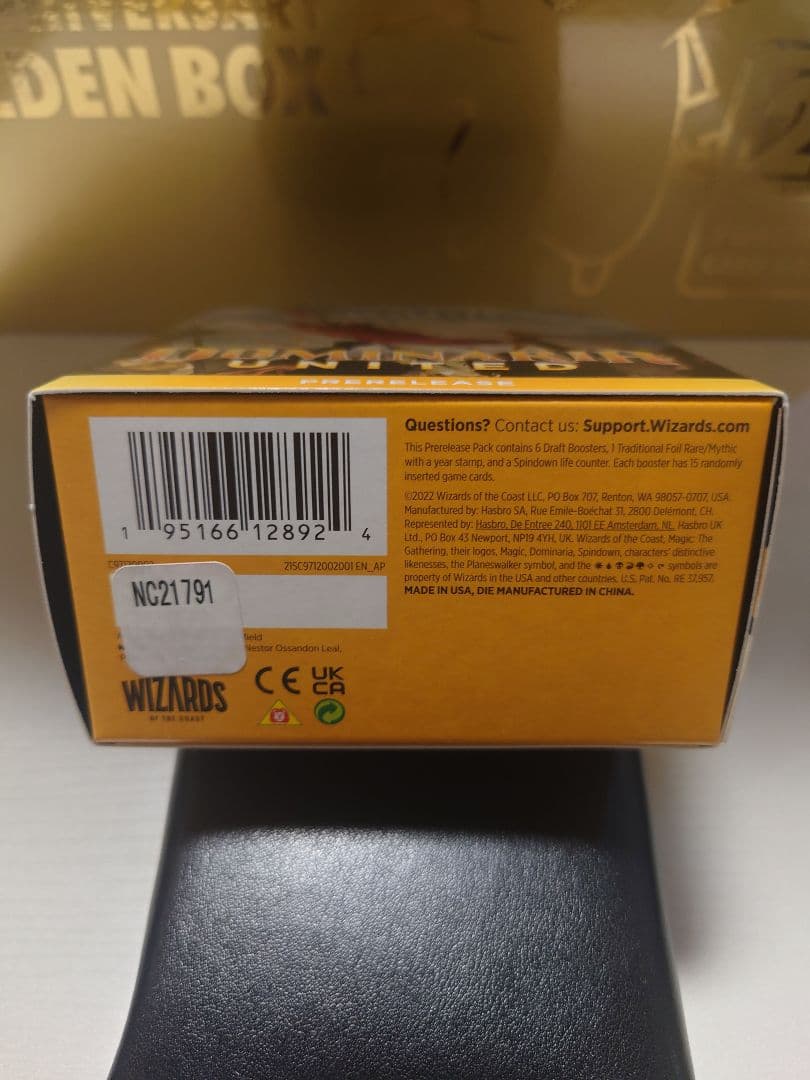 DEN BOX
DOMINARIA
UNITED
PRERELEASE
1 95166 12892 4
21SC9712002001 EN_AP
NC21791
field
Nestor Ossandon Leal,
WIZARDS
OF THE COAST
CE
UK
CA
Questions? Contact us: Support.Wizards.com
This Prerelease Pack contains 6 Draft Boosters, 1 Traditional Foil Rare/Mythic
with a year stamp, and a Spindown life counter. Each booster has 15 randomly
inserted game cards.
©2022 Wizards of the Coast LLC, PO Box 707, Renton, WA 98057-0707, USA.
Manufactured by: Hasbro SA, Rue Emile-Boéchat 31, 2800 Delémont, CH.
Represented by: Hasbro, De Entree 240, 1101 EE Amsterdam, NL. Hasbro UK
Ltd., PO Box 43 Newport, NP19 4YH, UK. Wizards of the Coast, Magic: The
Gathering, their logos, Magic, Dominaria, Spindown, characters' distinctive
likenesses, the Planeswalker symbol, and the symbols are
property of Wizards in the USA and other countries. U.S. Pat. No. RE 37,957.
MADE IN USA, DIE MANUFACTURED IN CHINA.